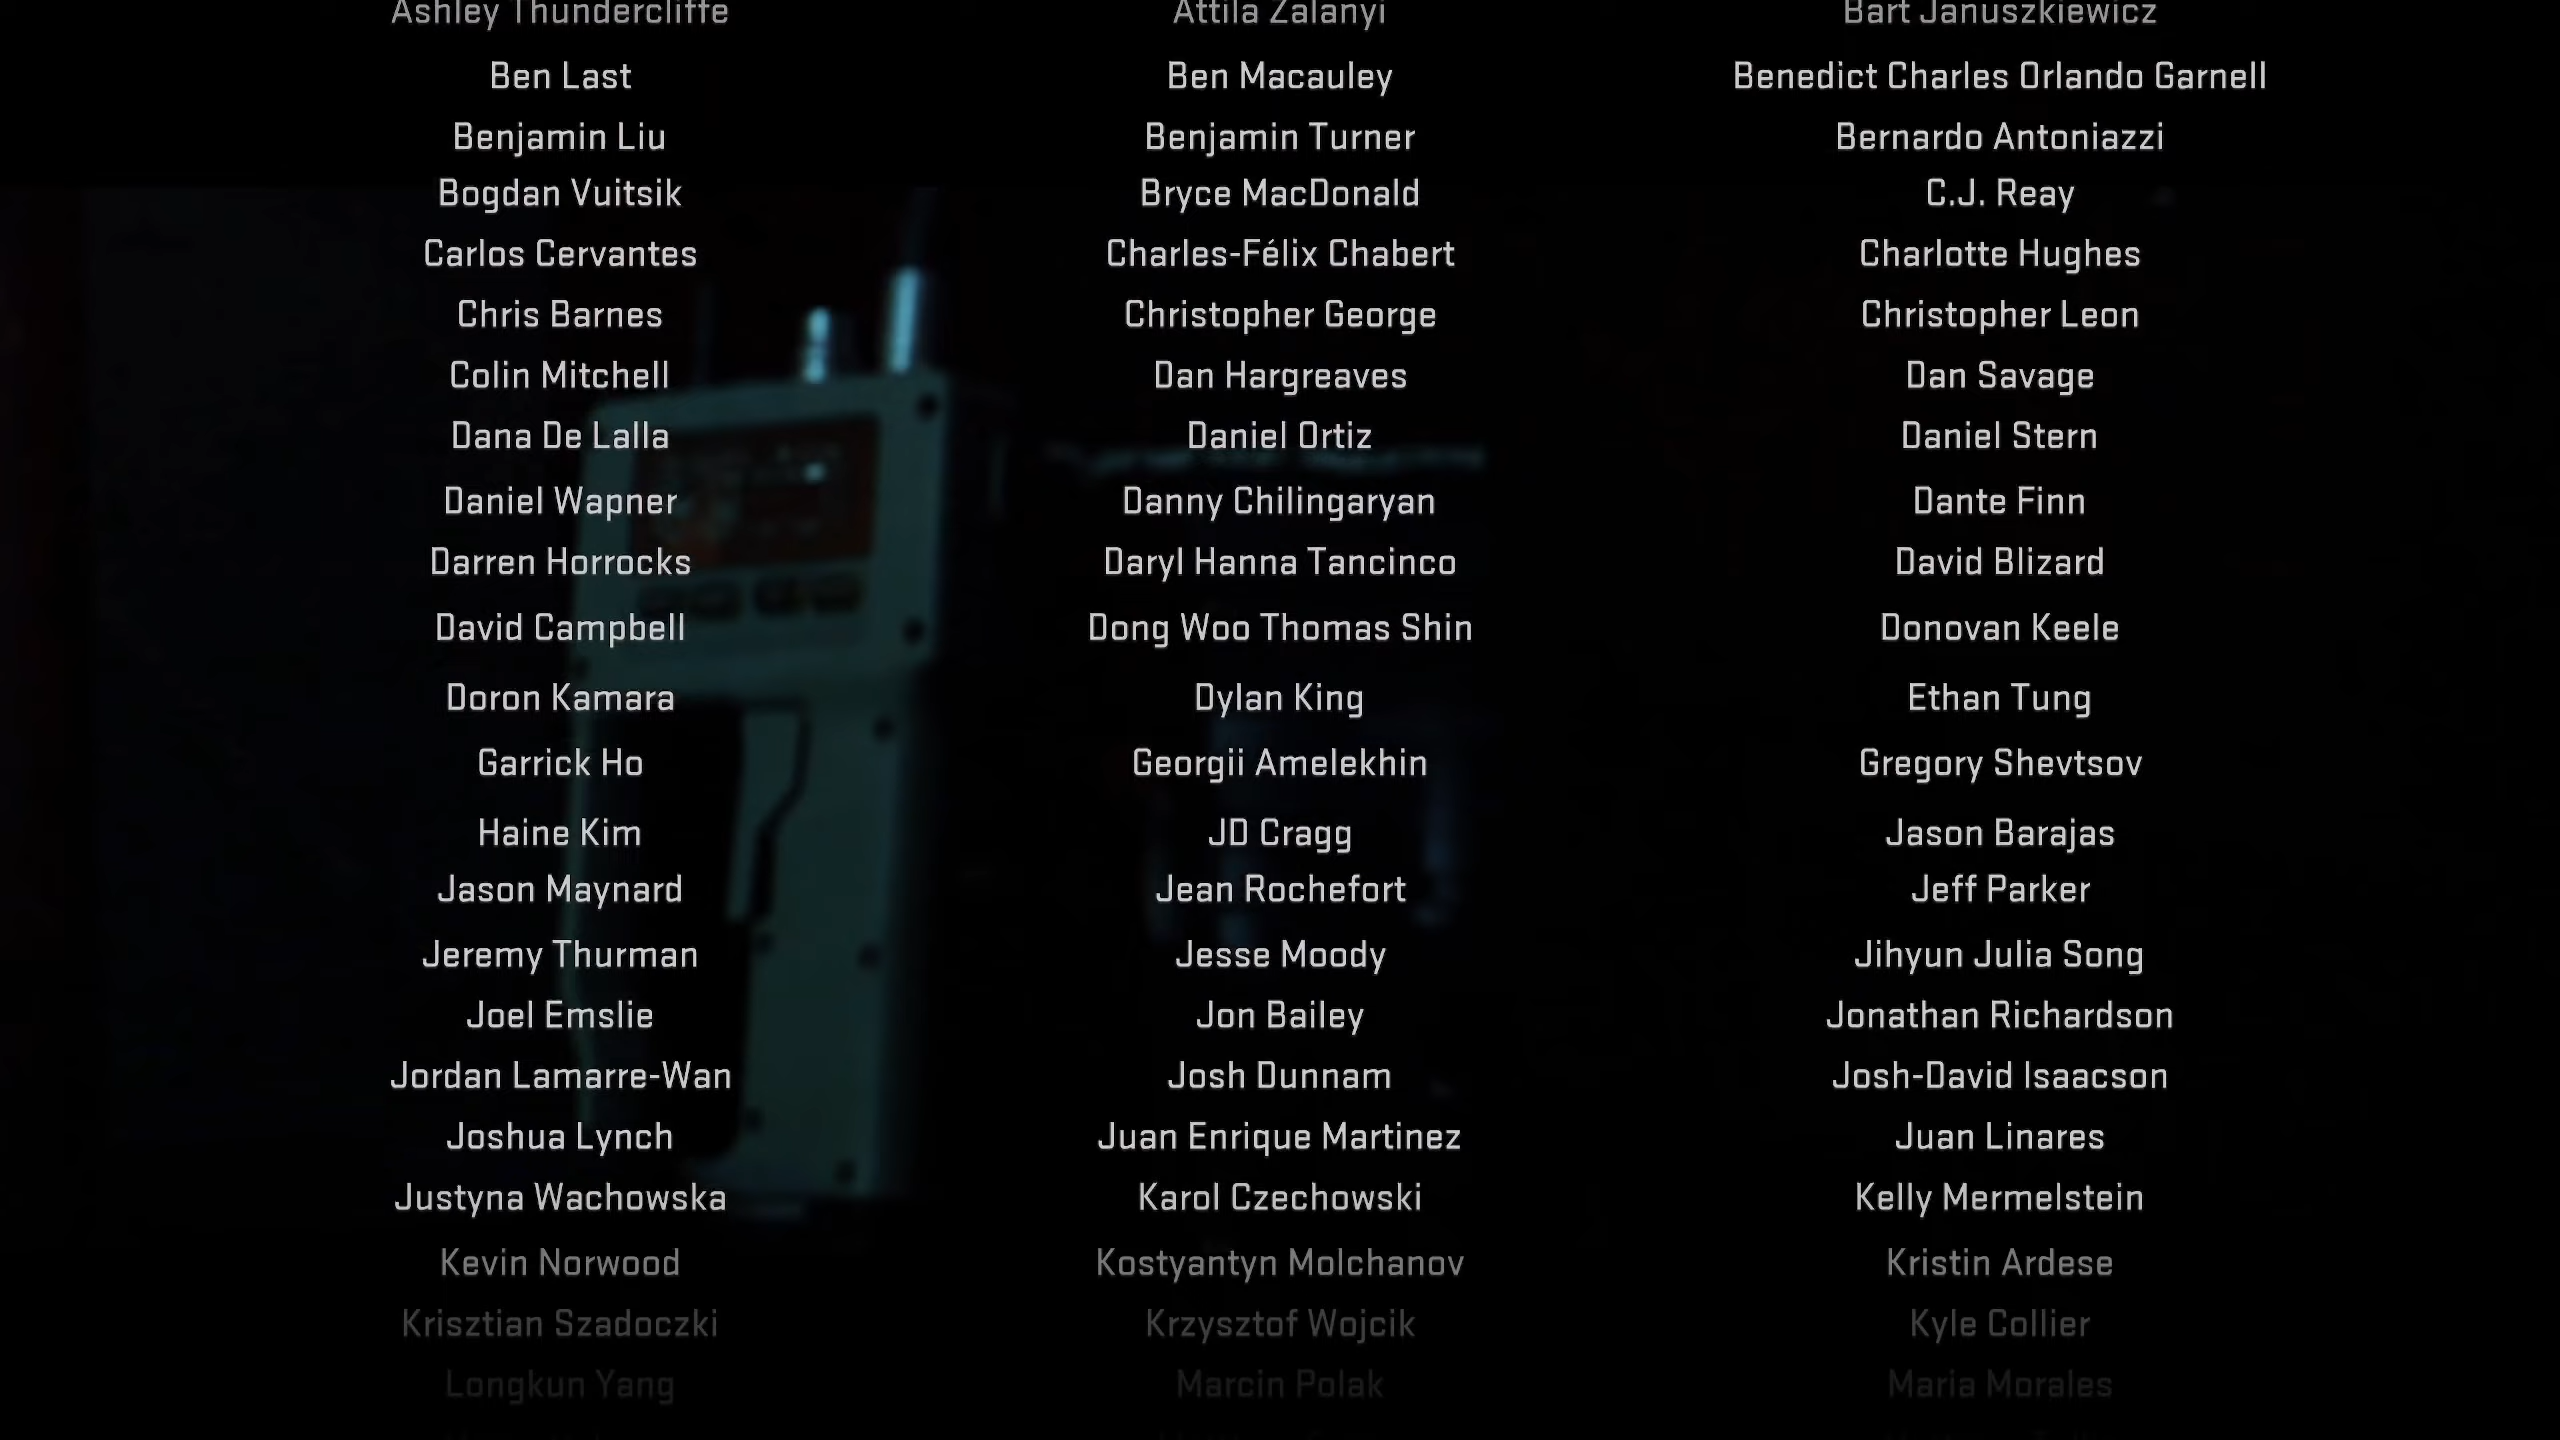 Ashley Thundercliffe Attila Zalanyi Bart Januszkiewicz
Ben Last Ben Macauley Benedict Charles Orlando Garnell
Benjamin Liu Benjamin Turner Bernardo Antoniazzi
Bogdan Vuitsik Bryce MacDonald C.J. Reay
Carlos Cervantes Charles-Félix Chabert Charlotte Hughes
Chris Barnes Christopher George Christopher Leon
Colin Mitchell Dan Hargreaves Dan Savage
Dana De Lalla Daniel Ortiz Daniel Stern
Daniel Wapner Danny Chilingaryan Dante Finn
Darren Horrocks Daryl Hanna Tancinco David Blizard
David Campbell Dong Woo Thomas Shin Donovan Keele
Doron Kamara Dylan King Ethan Tung
Garrick Ho Georgii Amelekhin Gregory Shevtsov
Haine Kim JD Cragg Jason Barajas
Jason Maynard Jean Rochefort Jeff Parker
Jeremy Thurman Jesse Moody Jihyun Julia Song
Joel Emslie Jon Bailey Jonathan Richardson
Jordan Lamarre-Wan Josh Dunnam Josh-David Isaacson
Joshua Lynch Juan Enrique Martinez Juan Linares
Justyna Wachowska Karol Czechowski Kelly Mermelstein
Kevin Norwood Kostyantyn Molchanov Kristin Ardese
Krisztian Szadoczki Krzysztof Wojcik Kyle Collier
Longkun Yang Marcin Polak Maria Morales